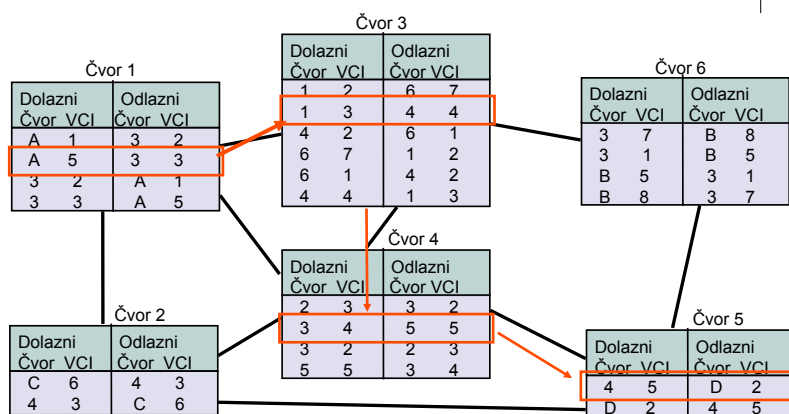 Čvor 3
Dolazni Odlazni
Čvor VCI Čvor VCI
1 2 6 7
1 3 4 4
4 2 6 1
6 7 1 2
6 1 4 2
4 4 1 3
Čvor 1
Dolazni Odlazni
Čvor VCI Čvor VCI
A 1 3 2
A 5 3 3
3 2 A 1
3 3 A 5
Čvor 6
Dolazni Odlazni
Čvor VCI Čvor VCI
3 7 B 8
3 1 B 5
B 5 3 1
B 8 3 7
Čvor 4
Dolazni Odlazni
Čvor VCI Čvor VCI
2 3 3 2
3 4 5 5
3 2 2 3
5 5 3 4
Čvor 2
Dolazni Odlazni
Čvor VCI Čvor VCI
C 6 4 3
4 3 C 6
Čvor 5
Dolazni Odlazni
Čvor VCI Čvor VCI
4 5 D 2
D 2 4 5